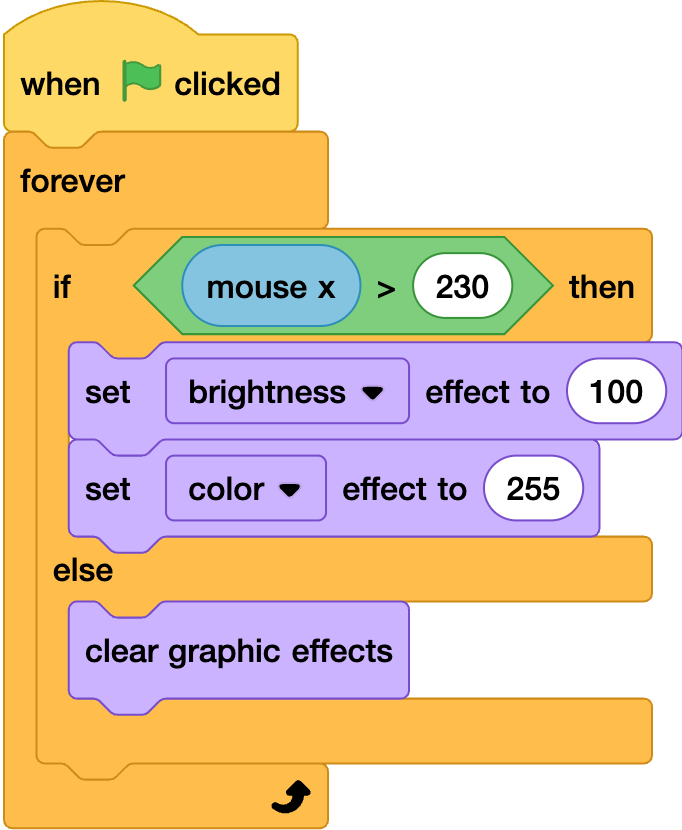 when clicked
forever
if mouse x > 230 then
set brightness effect to 100
set color effect to 255
else
clear graphic effects